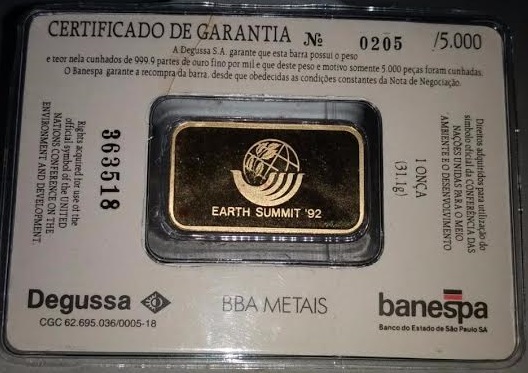 CERTIFICADO DE GARANTIA № 0205 /5.000
A Degussa S.A. garante que esta barra possui o peso
e teor nela cunhados de 999.9 partes de ouro fino por mil e que deste peso e motivo somente 5.000 peças foram cunhadas.
O Banespa garante a recompra da barra, desde que obedecidas as condições constantes da Nota de Negociação.
Rights acquired for use of the
official symbol of the UNITED
NATIONS CONFERENCE ON THE
ENVIRONMENT AND DEVELOPMENT.
363518
EARTH SUMMIT '92
1 ONÇA
(31.1g)
Direitos adquiridos para utilização do
símbolo oficial da CONFERÊNCIA DAS
NAÇÕES UNIDAS PARA O MEIO
AMBIENTE E O DESENVOLVIMENTO
Degussa
CGC 62.695.036/0005-18
BBA METAIS
banespa
Banco do Estado de São Paulo SA